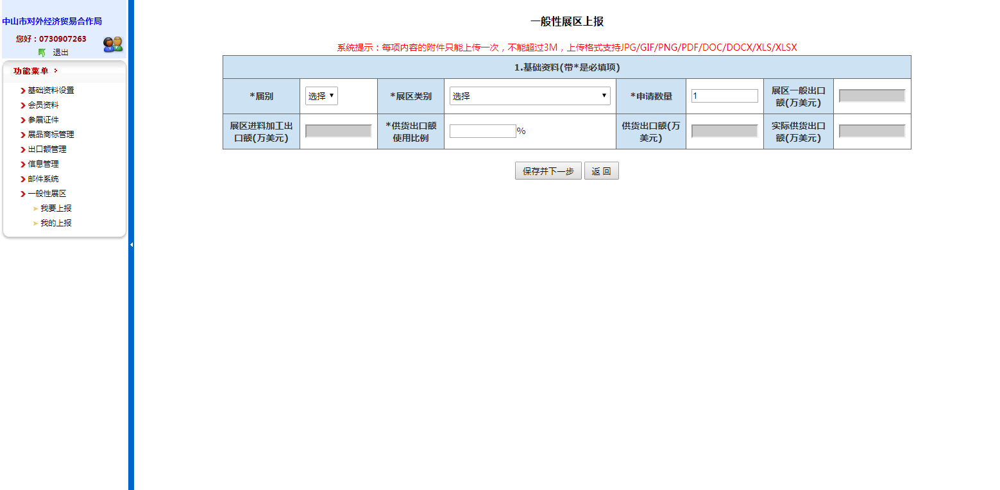 中山市对外经济贸易合作局
您好：0730907263
退出
功能菜单
基础资料设置
会员资料
参展证件
展品商标管理
出口额管理
信息管理
邮件系统
一般性展区
我要上报
我的上报
一般性展区上报
系统提示：每项内容的附件只能上传一次，不能超过3M，上传格式支持JPG/GIF/PNG/PDF/DOC/DOCX/XLS/XLSX
1.基础资料(带*是必填项)
*届别
选择
*展区类别
选择
*申请数量
1
展区一般出口
额(万美元)
展区进料加工出
口额(万美元)
*供货出口额
使用比例
%
供货出口额(万
美元)
实际供货出口
额(万美元)
保存并下一步
返 回